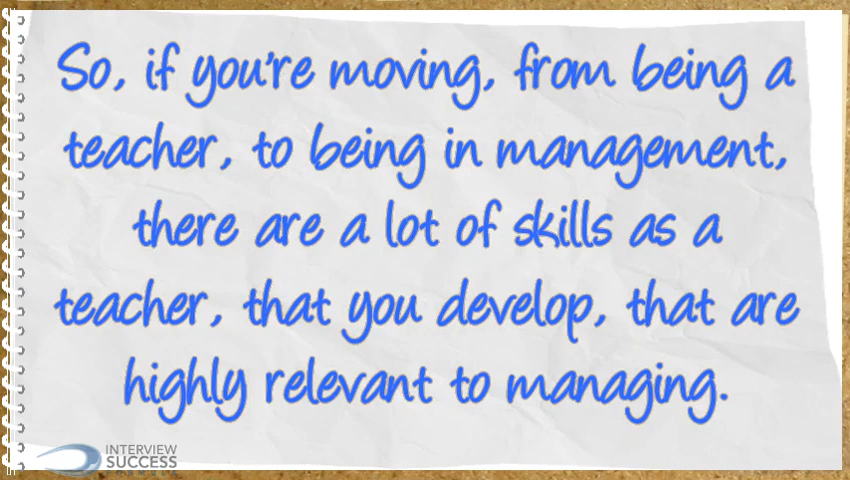 So, if you're moving, from being a
teacher, to being in management,
there are a lot of skills as a
teacher, that you develop, that are
highly relevant to managing.
INTERVIEW
SUCCESS